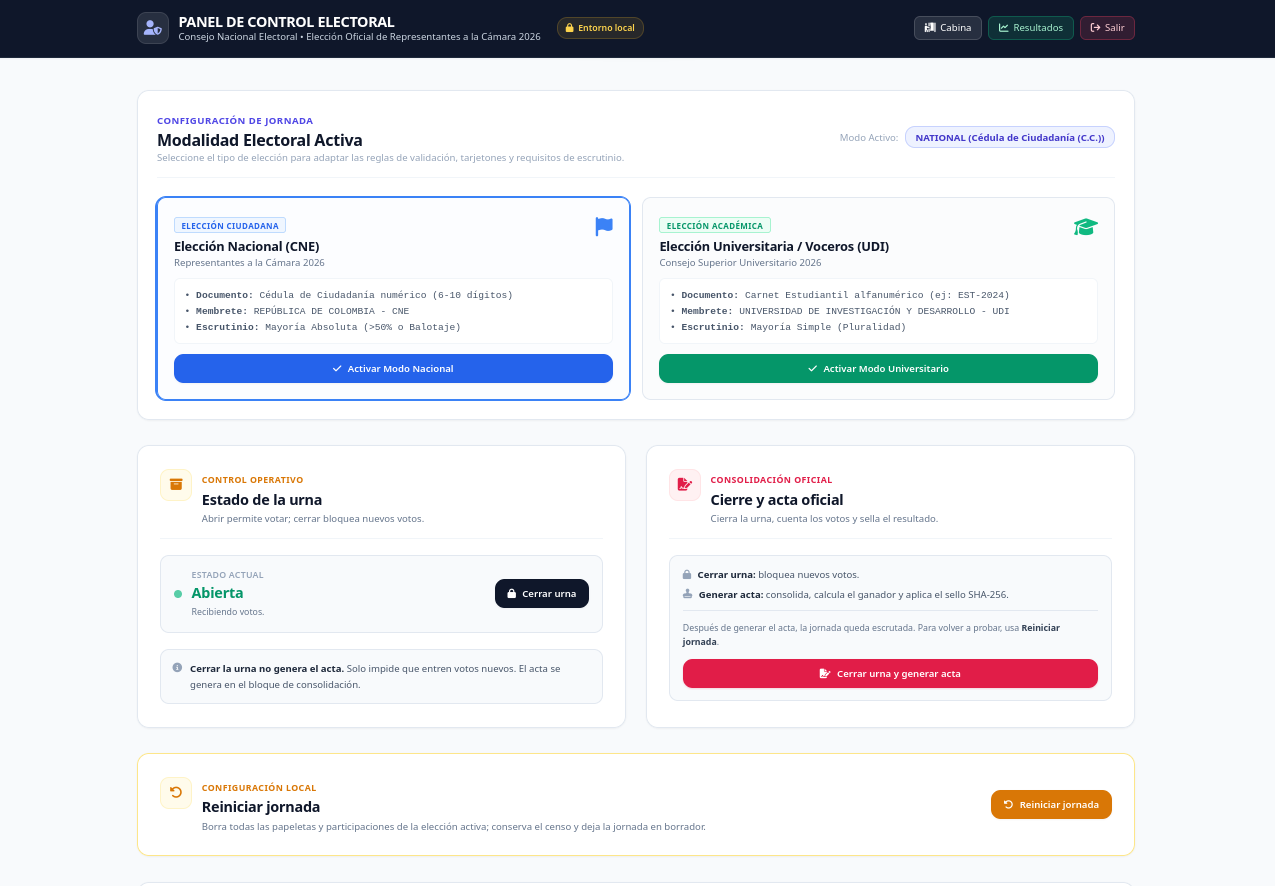 PANEL DE CONTROL ELECTORAL
Consejo Nacional Electoral • Elección Oficial de Representantes a la Cámara 2026
Entorno local
Cabina
Resultados
Salir
CONFIGURACIÓN DE JORNADA
Modalidad Electoral Activa
Seleccione el tipo de elección para adaptar las reglas de validación, tarjetones y requisitos de escrutinio.
Modo Activo:
NATIONAL (Cédula de Ciudadanía (C.C.))
ELECCIÓN CIUDADANA
Elección Nacional (CNE)
Representantes a la Cámara 2026
• Documento: Cédula de Ciudadanía numérico (6-10 dígitos)
• Membrete: REPÚBLICA DE COLOMBIA - CNE
• Escrutinio: Mayoría Absoluta (>50% o Balotaje)
Activar Modo Nacional
ELECCIÓN ACADÉMICA
Elección Universitaria / Voceros (UDI)
Consejo Superior Universitario 2026
• Documento: Carnet Estudiantil alfanumérico (ej: EST-2024)
• Membrete: UNIVERSIDAD DE INVESTIGACIÓN Y DESARROLLO - UDI
• Escrutinio: Mayoría Simple (Pluralidad)
Activar Modo Universitario
CONTROL OPERATIVO
Estado de la urna
Abrir permite votar; cerrar bloquea nuevos votos.
ESTADO ACTUAL
Abierta
Recibiendo votos.
Cerrar urna
Cerrar la urna no genera el acta. Solo impide que entren votos nuevos. El acta se
genera en el bloque de consolidación.
CONSOLIDACIÓN OFICIAL
Cierre y acta oficial
Cierra la urna, cuenta los votos y sella el resultado.
Cerrar urna: bloquea nuevos votos.
Generar acta: consolida, calcula el ganador y aplica el sello SHA-256.
Después de generar el acta, la jornada queda escrutada. Para volver a probar, usa Reiniciar
jornada.
Cerrar urna y generar acta
CONFIGURACIÓN LOCAL
Reiniciar jornada
Borra todas las papeletas y participaciones de la elección activa; conserva el censo y deja la jornada en borrador.
Reiniciar jornada